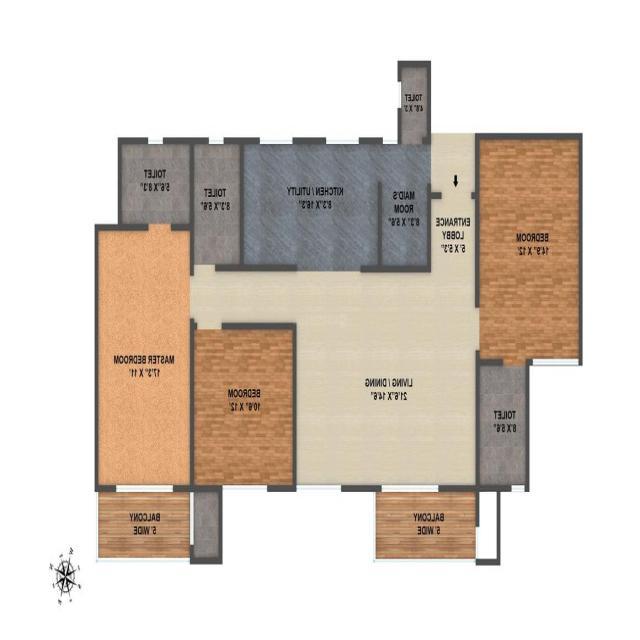 TOILET
4'6" X 3'
TOILET
5'6" X 8'3"
TOILET
8'3" X 5'6"
KITCHEN / UTILITY
8'3" X 16'3"
MAID'S
ROOM
8'3" X 5'6"
ENTRANCE
LOBBY
5' X 5'3"
BEDROOM
14'9" X 12'
MASTER BEDROOM
17'3" X 11'
BEDROOM
10'6" X 12'
LIVING / DINING
21'6" X 14'6"
TOILET
8' X 5'6"
BALCONY
5' WIDE
BALCONY
5' WIDE